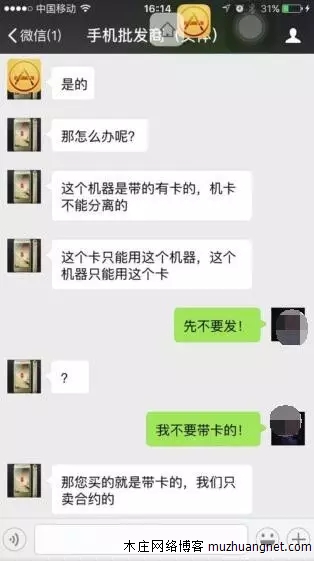 中国移动 16:14 31%
微信(1) 手机批发商
是的
那怎么办呢?
这个机器是带的有卡的，机卡
不能分离的
这个卡只能用这个机器，这个
机器只能用这个卡
先不要发！
?
我不要带卡的！
那您买的就是带卡的，我们只
卖合约的
木庄网络博客 muzhuangnet.com